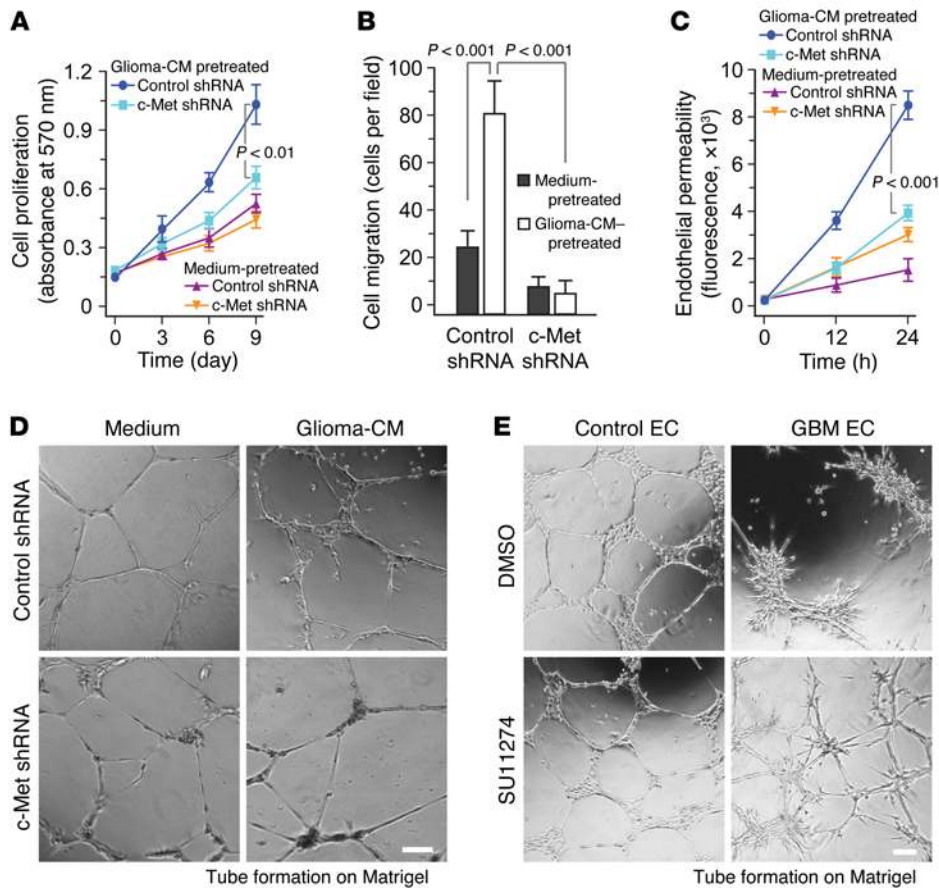 A
Glioma-CM pretreated
Control shRNA
c-Met shRNA
1.2
0.9
0.6
0.3
0
P < 0.01
Medium-pretreated
Control shRNA
c-Met shRNA
0 3 6 9
Time (day)
Cell proliferation
(absorbance at 570 nm)
B
P < 0.001
P < 0.001
100
80
60
40
20
0
Medium-
pretreated
Glioma-CM–
pretreated
Control
shRNA
c-Met
shRNA
Cell migration (cells per field)
C
Glioma-CM pretreated
Control shRNA
c-Met shRNA
Medium-pretreated
Control shRNA
c-Met shRNA
10
8
6
4
2
0
P < 0.001
0 12 24
Time (h)
Endothelial permeability
(fluorescence, ×10³)
D
Medium Glioma-CM
Control shRNA
c-Met shRNA
Tube formation on Matrigel
E
Control EC GBM EC
DMSO
SU11274
Tube formation on Matrigel